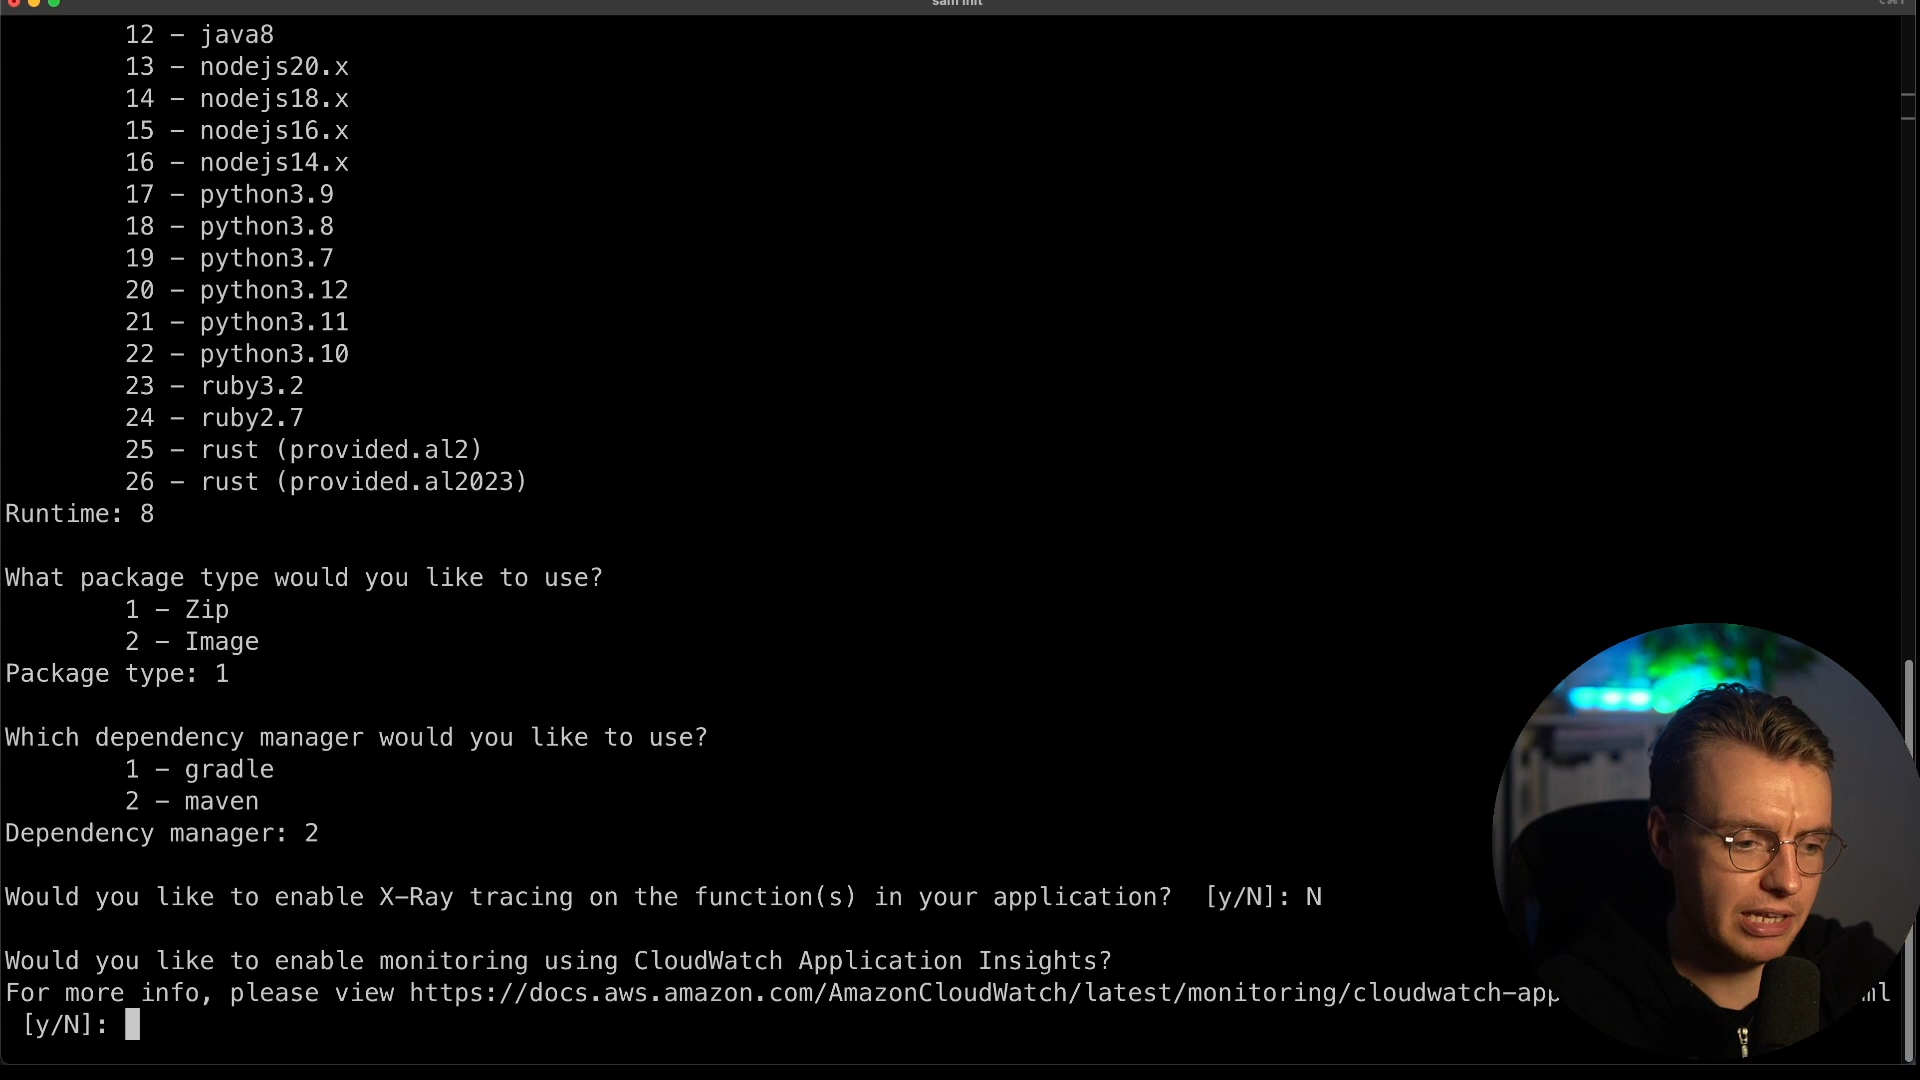 sam init
12 – java8
13 – nodejs20.x
14 – nodejs18.x
15 – nodejs16.x
16 – nodejs14.x
17 – python3.9
18 – python3.8
19 – python3.7
20 – python3.12
21 – python3.11
22 – python3.10
23 – ruby3.2
24 – ruby2.7
25 – rust (provided.al2)
26 – rust (provided.al2023)
Runtime: 8
What package type would you like to use?
1 – Zip
2 – Image
Package type: 1
Which dependency manager would you like to use?
1 – gradle
2 – maven
Dependency manager: 2
Would you like to enable X-Ray tracing on the function(s) in your application?  [y/N]: N
Would you like to enable monitoring using CloudWatch Application Insights?
For more info, please view https://docs.aws.amazon.com/AmazonCloudWatch/latest/monitoring/cloudwatch-app
[y/N]: